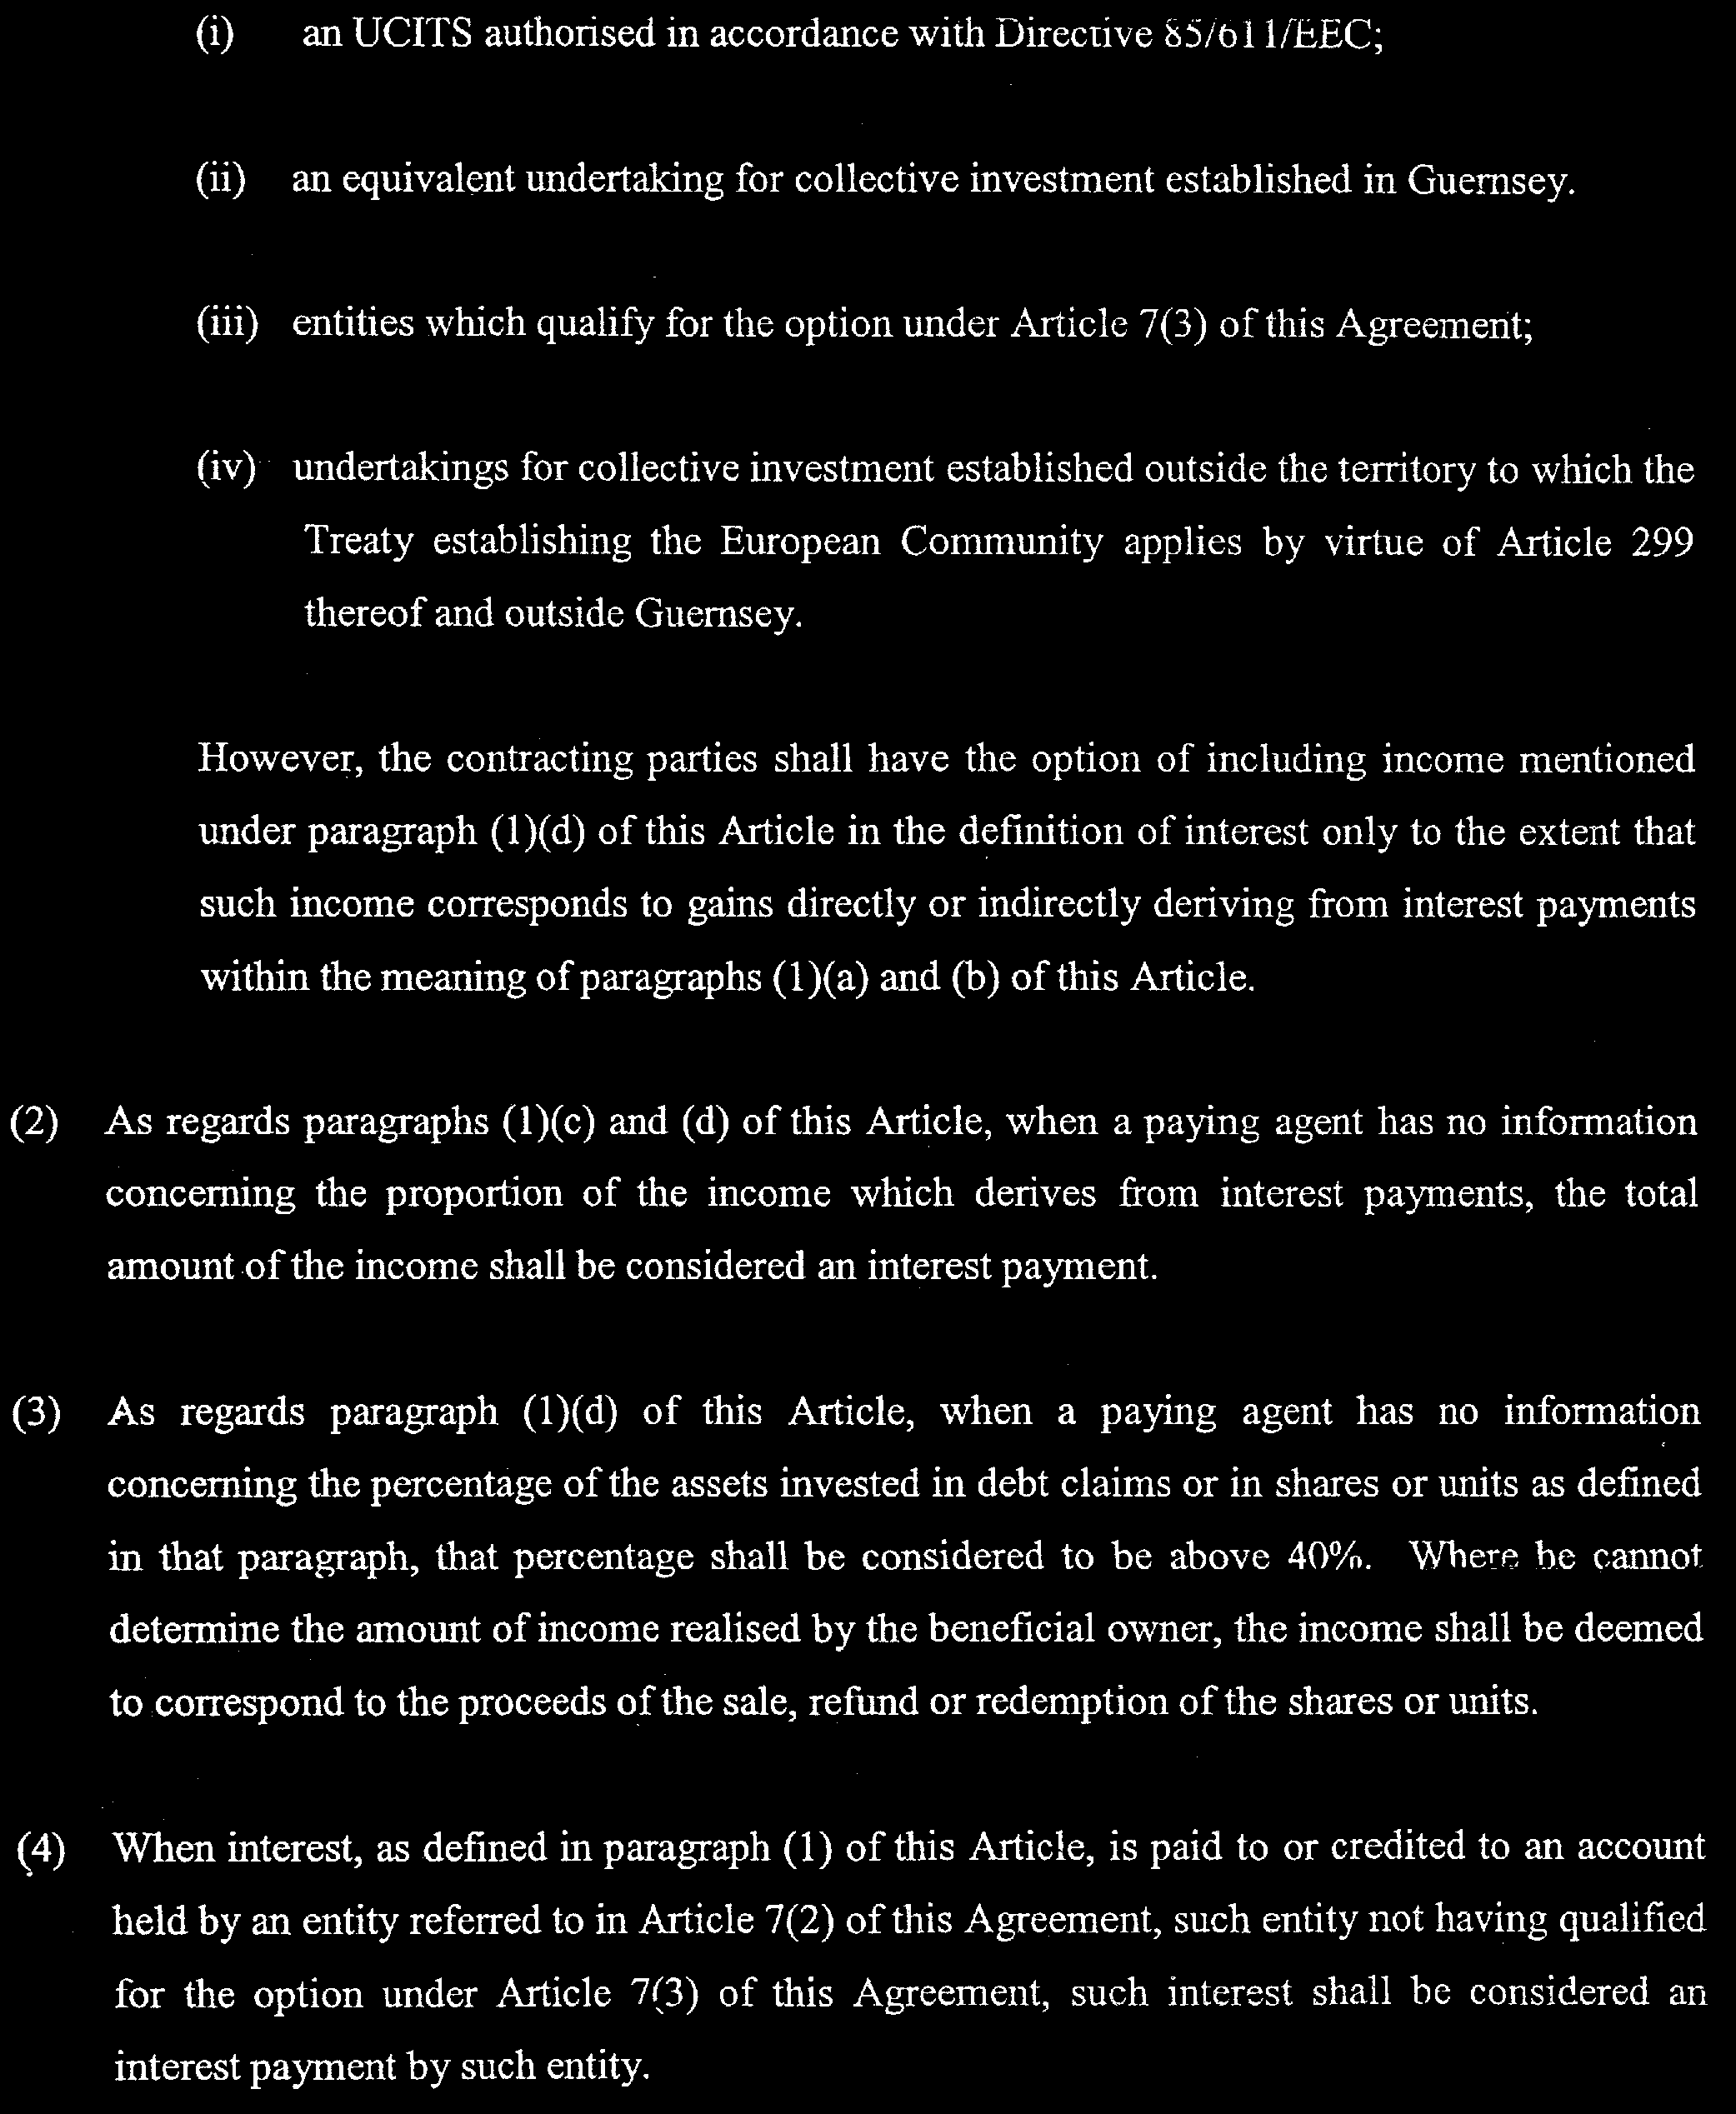 (i) an UCITS authorised in accordance with Directive 85/611/EEC;
(ii) an equivalent undertaking for collective investment established in Guernsey.
(iii) entities which qualify for the option under Article 7(3) of this Agreement;
(iv) undertakings for collective investment established outside the territory to which the
Treaty establishing the European Community applies by virtue of Article 299
thereof and outside Guernsey.
However, the contracting parties shall have the option of including income mentioned
under paragraph (1)(d) of this Article in the definition of interest only to the extent that
such income corresponds to gains directly or indirectly deriving from interest payments
within the meaning of paragraphs (1)(a) and (b) of this Article.
(2) As regards paragraphs (1)(c) and (d) of this Article, when a paying agent has no information
concerning the proportion of the income which derives from interest payments, the total
amount of the income shall be considered an interest payment.
(3) As regards paragraph (1)(d) of this Article, when a paying agent has no information
concerning the percentage of the assets invested in debt claims or in shares or units as defined
in that paragraph, that percentage shall be considered to be above 40%. Where he cannot
determine the amount of income realised by the beneficial owner, the income shall be deemed
to correspond to the proceeds of the sale, refund or redemption of the shares or units.
(4) When interest, as defined in paragraph (1) of this Article, is paid to or credited to an account
held by an entity referred to in Article 7(2) of this Agreement, such entity not having qualified
for the option under Article 7(3) of this Agreement, such interest shall be considered an
interest payment by such entity.